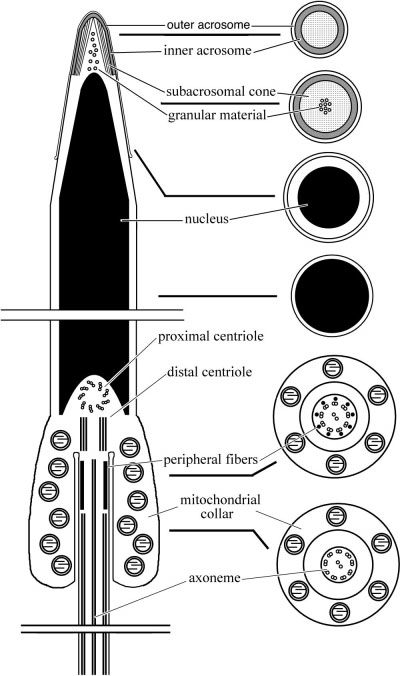 outer acrosome
inner acrosome
subacrosomal cone
granular material
nucleus
proximal centriole
distal centriole
peripheral fibers
mitochondrial
collar
axoneme